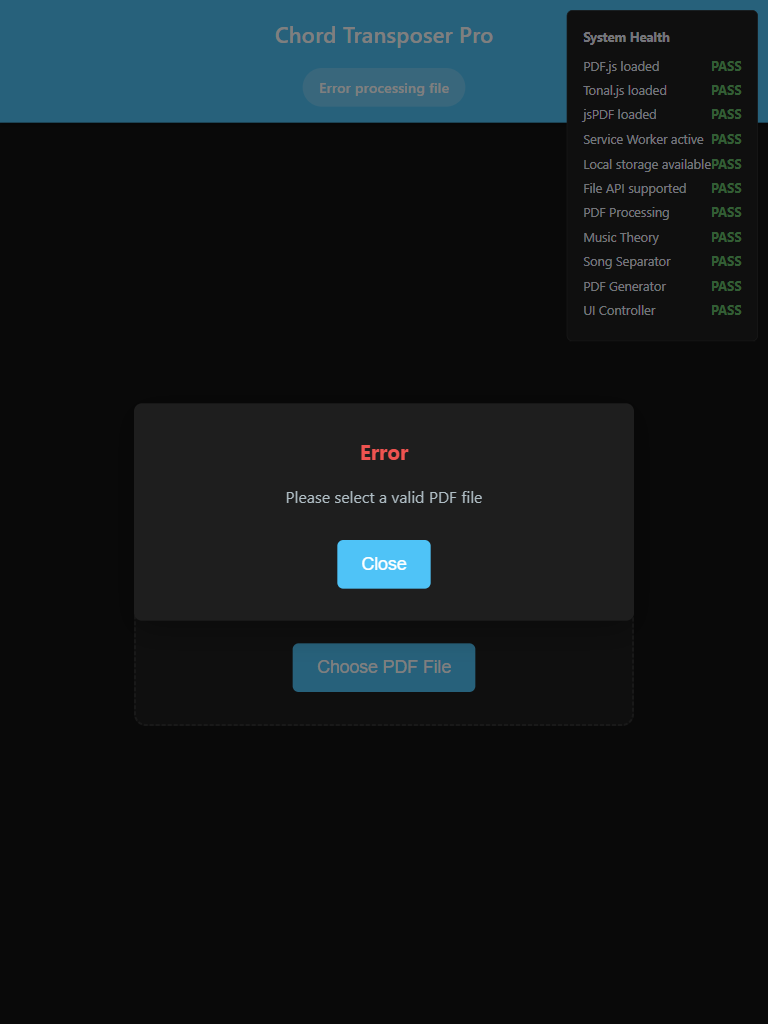 Chord Transposer Pro
Error processing file
System Health
PDF.js loaded PASS
Tonal.js loaded PASS
jsPDF loaded PASS
Service Worker active PASS
Local storage available PASS
File API supported PASS
PDF Processing PASS
Music Theory PASS
Song Separator PASS
PDF Generator PASS
UI Controller PASS
Error
Please select a valid PDF file
Close
Choose PDF File